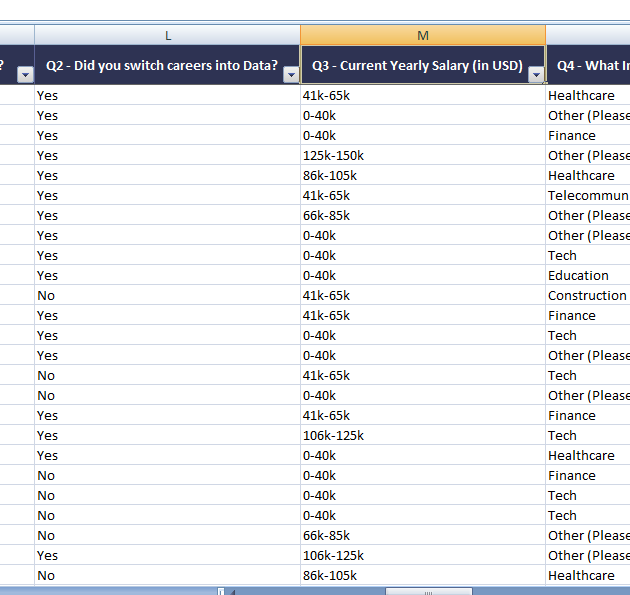 L M
? Q2 - Did you switch careers into Data? Q3 - Current Yearly Salary (in USD) Q4 - What In
Yes 41k-65k Healthcare
Yes 0-40k Other (Please
Yes 0-40k Finance
Yes 125k-150k Other (Please
Yes 86k-105k Healthcare
Yes 41k-65k Telecommun
Yes 66k-85k Other (Please
Yes 0-40k Other (Please
Yes 0-40k Tech
Yes 0-40k Education
No 41k-65k Construction
Yes 41k-65k Finance
Yes 0-40k Tech
Yes 0-40k Other (Please
No 41k-65k Tech
No 0-40k Other (Please
Yes 41k-65k Finance
Yes 106k-125k Tech
Yes 0-40k Healthcare
No 0-40k Finance
No 0-40k Tech
No 0-40k Tech
No 66k-85k Other (Please
Yes 106k-125k Other (Please
No 86k-105k Healthcare